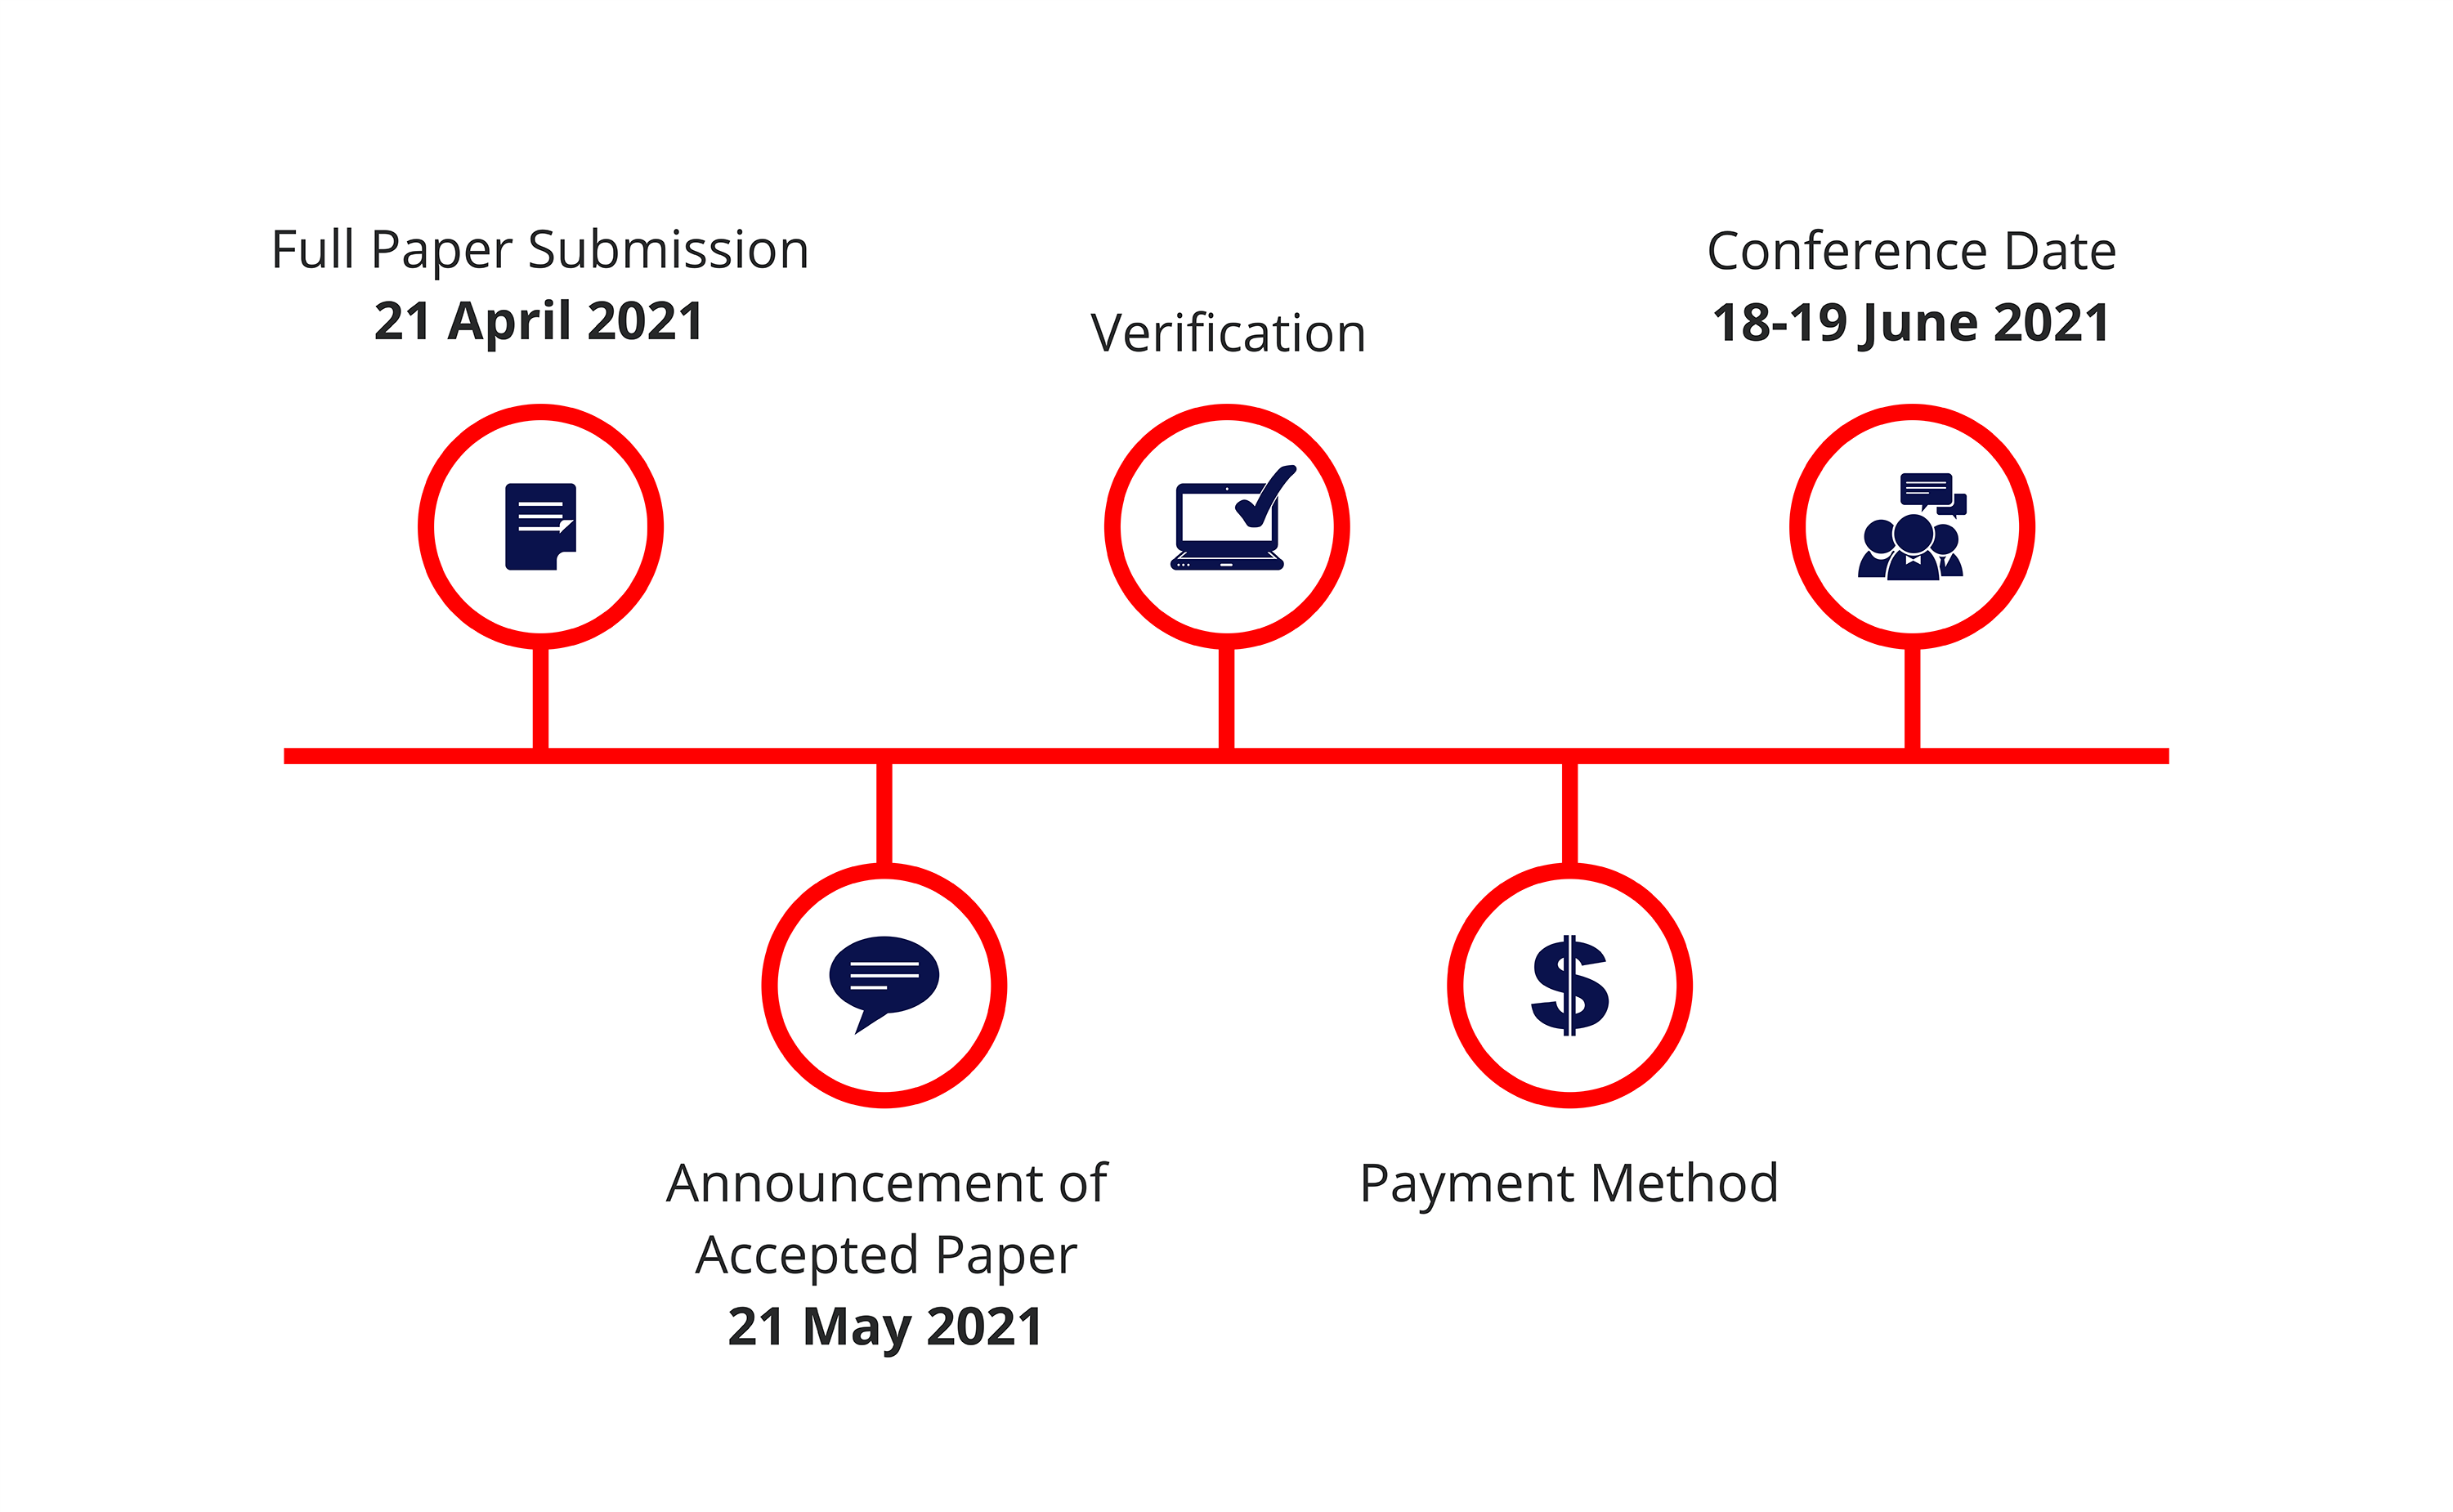 Full Paper Submission
21 April 2021
Verification
Conference Date
18-19 June 2021
Announcement of
Accepted Paper
21 May 2021
Payment Method